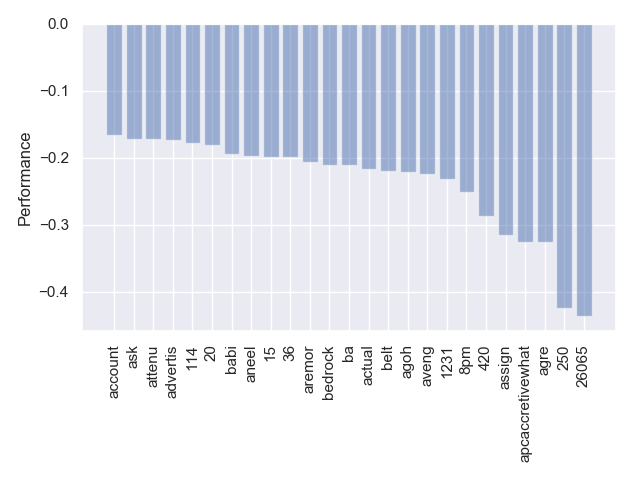 0.0
−0.1
−0.2
−0.3
−0.4
Performance
account
ask
attenu
advertis
114
20
babi
aneel
15
36
aremor
bedrock
ba
actual
belt
agoh
aveng
1231
8pm
420
assign
apcaccretivewhat
agre
250
26065